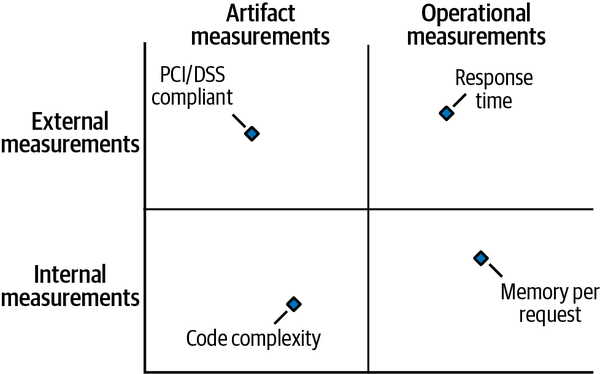 Artifact
measurements
Operational
measurements
PCI/DSS
compliant
Response
time
External
measurements
Internal
measurements
Memory per
request
Code complexity